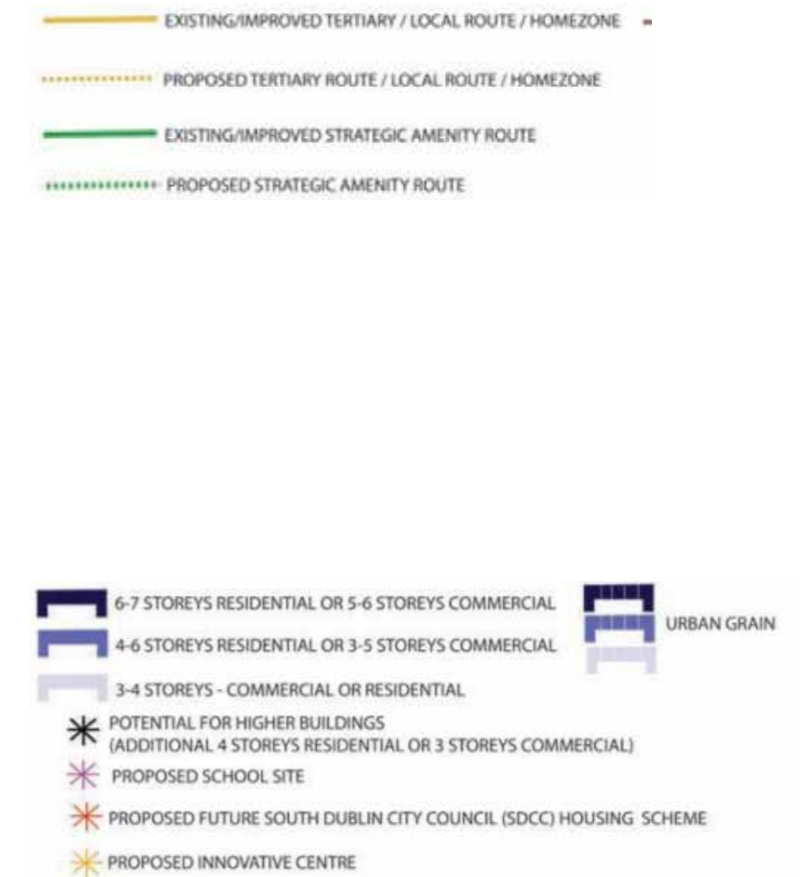 EXISTING/IMPROVED TERTIARY / LOCAL ROUTE / HOMEZONE
PROPOSED TERTIARY ROUTE / LOCAL ROUTE / HOMEZONE
EXISTING/IMPROVED STRATEGIC AMENITY ROUTE
PROPOSED STRATEGIC AMENITY ROUTE
6-7 STOREYS RESIDENTIAL OR 5-6 STOREYS COMMERCIAL
URBAN GRAIN
4-6 STOREYS RESIDENTIAL OR 3-5 STOREYS COMMERCIAL
3-4 STOREYS - COMMERCIAL OR RESIDENTIAL
POTENTIAL FOR HIGHER BUILDINGS
(ADDITIONAL 4 STOREYS RESIDENTIAL OR 3 STOREYS COMMERCIAL)
PROPOSED SCHOOL SITE
PROPOSED FUTURE SOUTH DUBLIN CITY COUNCIL (SDCC) HOUSING SCHEME
PROPOSED INNOVATIVE CENTRE